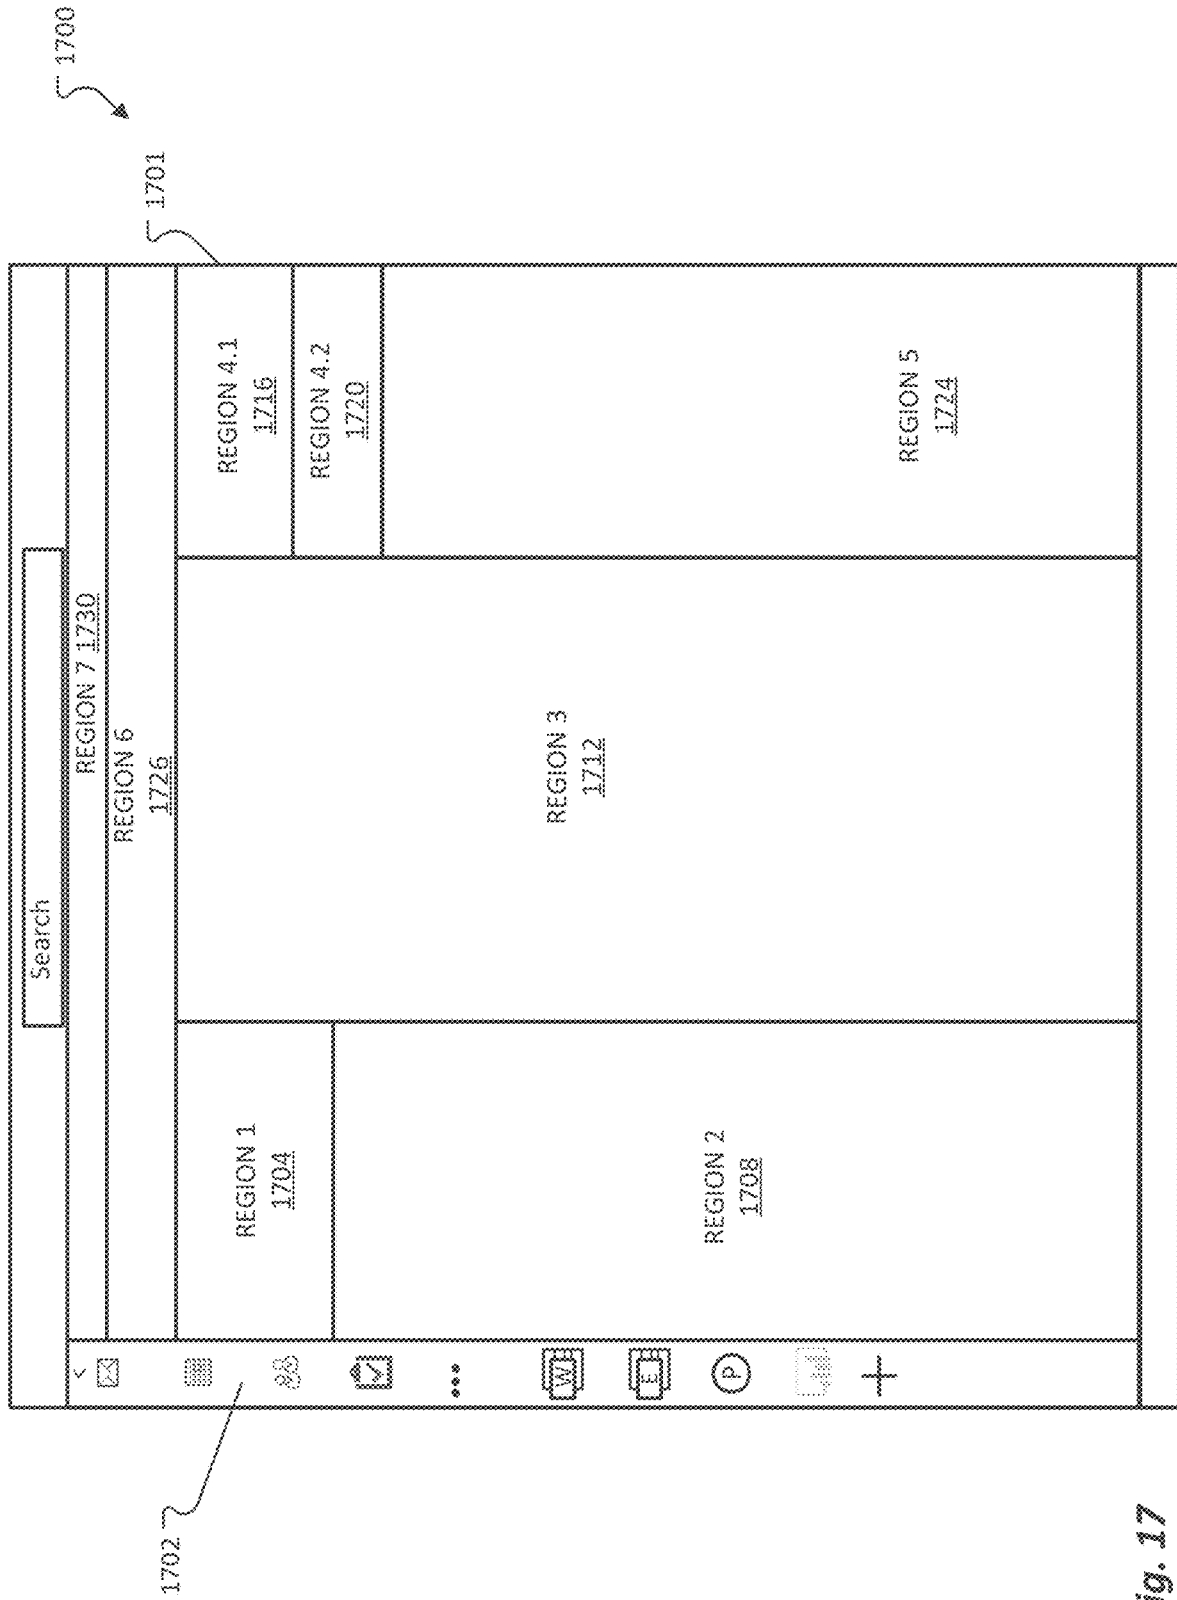 1700
1701
1702
Search
REGION 7 1730
REGION 6
1726
REGION 1
1704
REGION 2
1708
REGION 3
1712
REGION 4.1
1716
REGION 4.2
1720
REGION 5
1724
W
E
P
ig. 17